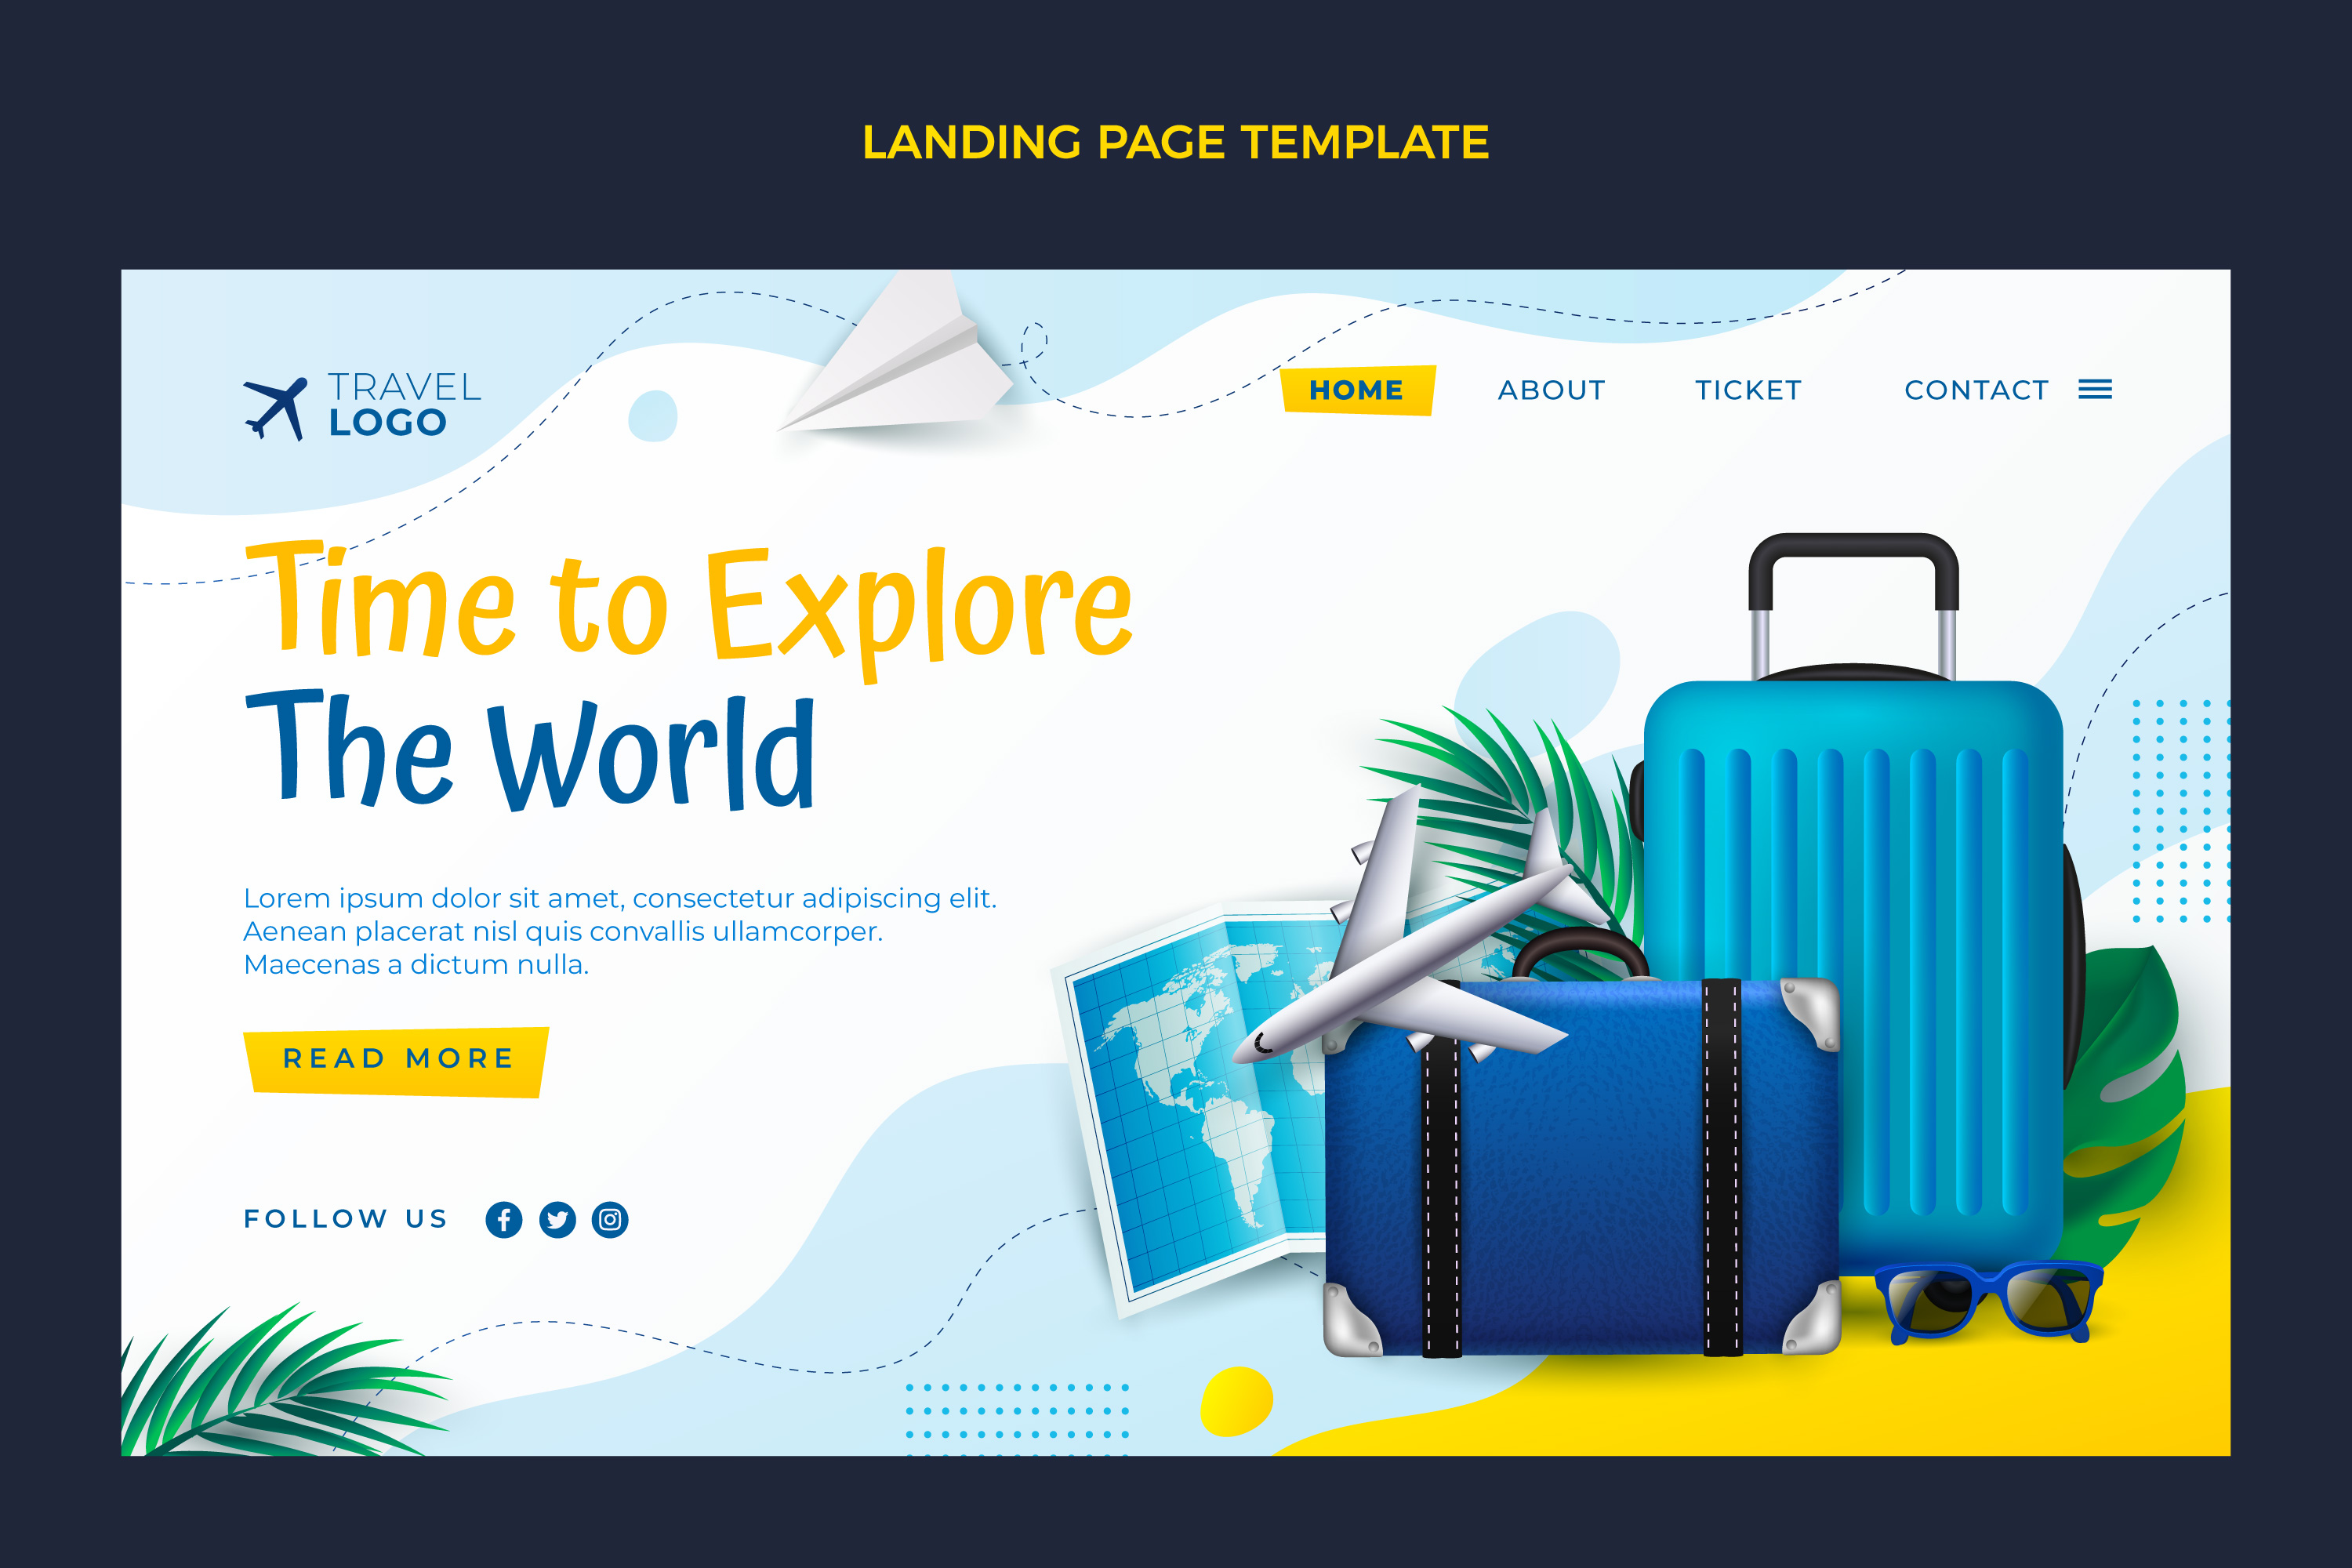 LANDING PAGE TEMPLATE
TRAVEL
LOGO
HOME
ABOUT
TICKET
CONTACT
Time to Explore
The World
Lorem ipsum dolor sit amet, consectetur adipiscing elit.
Aenean placerat nisl quis convallis ullamcorper.
Maecenas a dictum nulla.
READ MORE
FOLLOW US